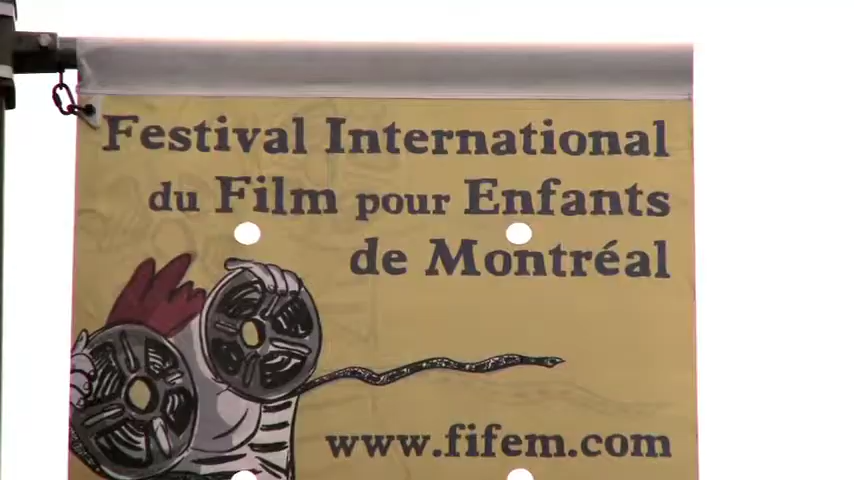 Festival International
du Film pour Enfants
de Montréal
www.fifem.com